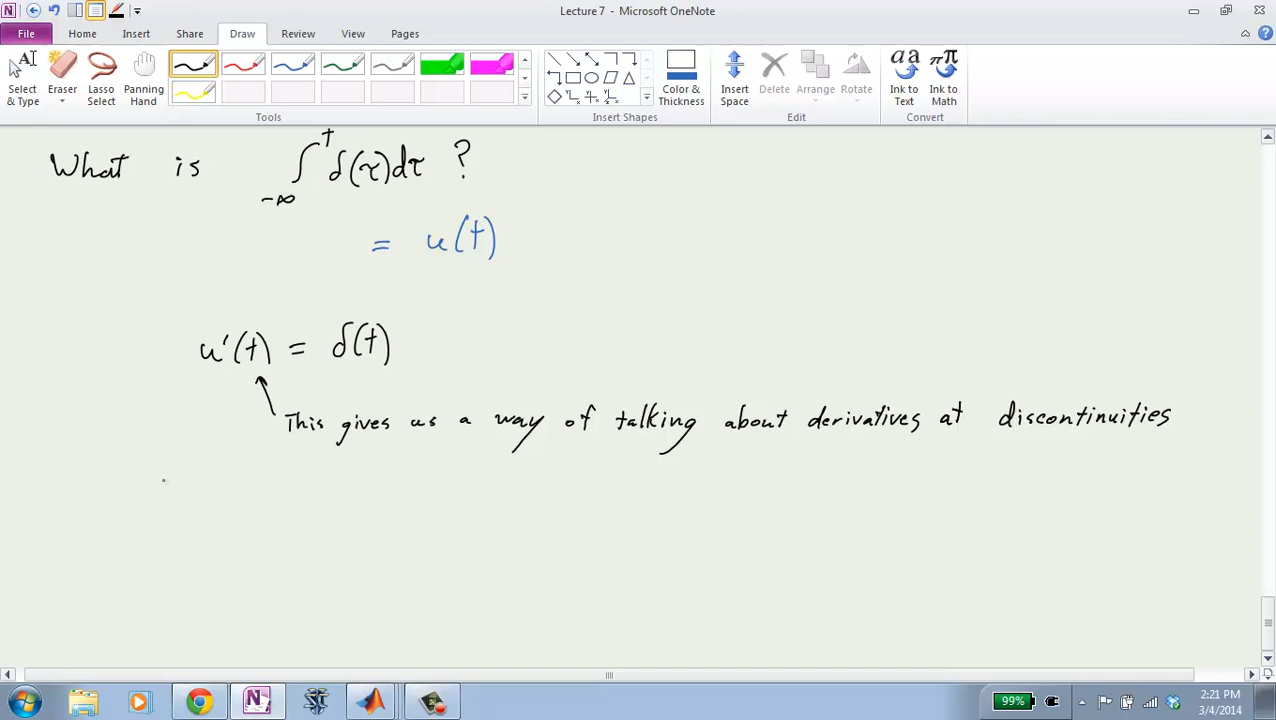 Lecture 7 - Microsoft OneNote
File Home Insert Share Draw Review View Pages
Select & Type Eraser Lasso Select Panning Hand Color & Thickness Insert Space Delete Arrange Rotate Ink to Text Ink to Math
Tools Insert Shapes Edit Convert
What is ∫_{-∞}^{t} δ(τ)dτ ?
= u(t)
u'(t) = δ(t)
This gives us a way of talking about derivatives at discontinuities
99% 2:21 PM
3/4/2014